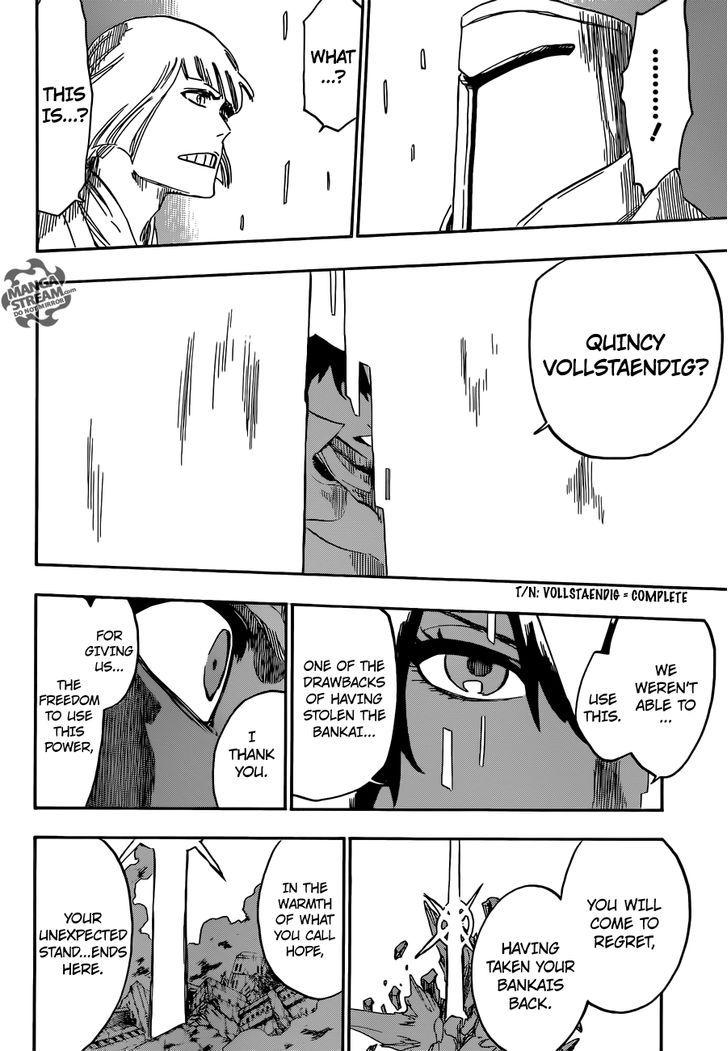 ........!
WHAT
...?
THIS
IS...?
QUINCY
VOLLSTAENDIG?
MANGA
STREAM.com
DO NOT MIRROR
T/N: VOLLSTAENDIG = COMPLETE
WE
WEREN'T
ABLE TO
...
USE
THIS.
ONE OF THE
DRAWBACKS
OF HAVING
STOLEN THE
BANKAI...
I
THANK
YOU.
FOR
GIVING
US...
THE
FREEDOM
TO USE
THIS
POWER,
YOU WILL
COME TO
REGRET,
HAVING
TAKEN YOUR
BANKAIS
BACK.
IN THE
WARMTH
OF WHAT
YOU CALL
HOPE,
YOUR
UNEXPECTED
STAND...ENDS
HERE.